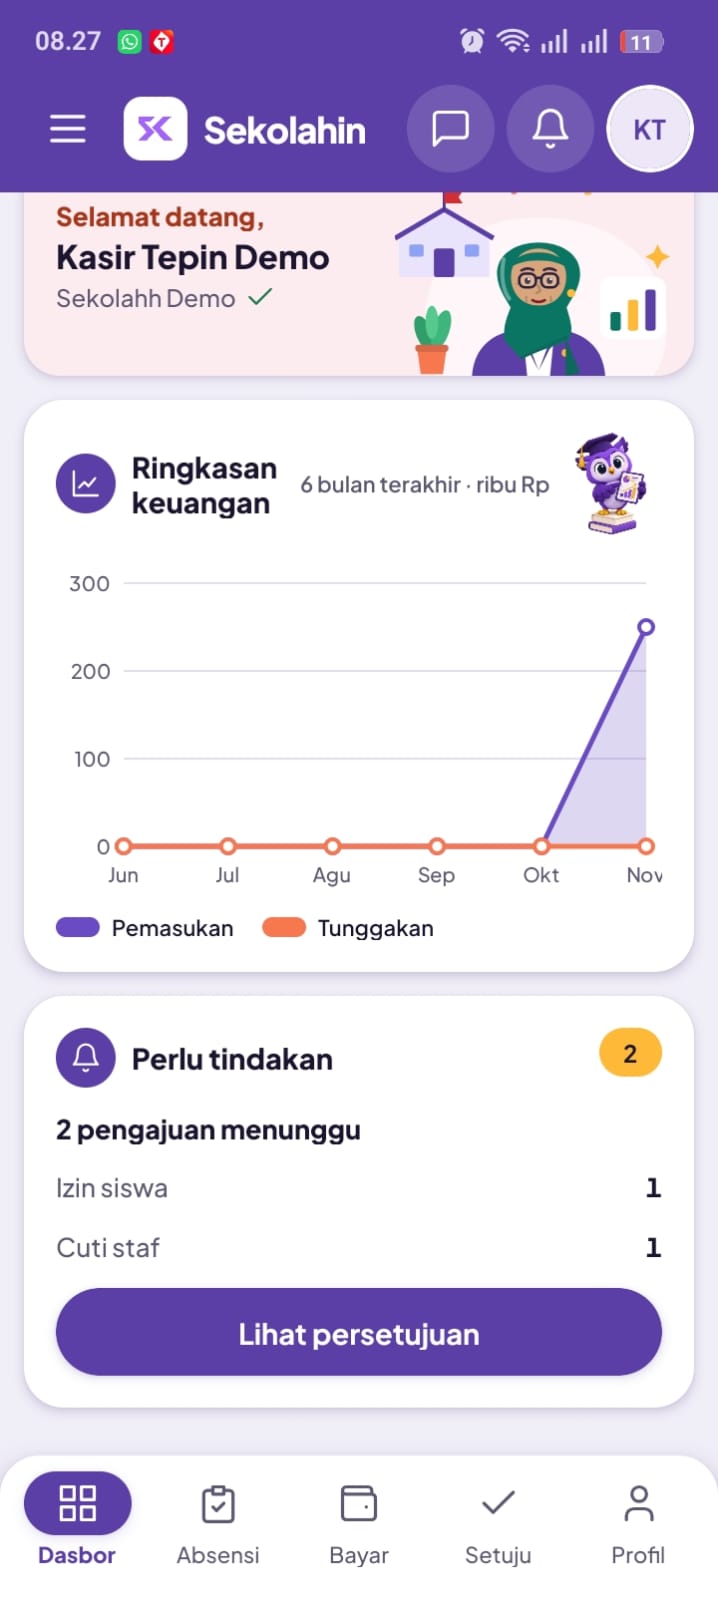 08.27
11
Sekolahin
KT
Selamat datang,
Kasir Tepin Demo
Sekolahh Demo
Ringkasan
keuangan
6 bulan terakhir · ribu Rp
300
200
100
0
Jun Jul Agu Sep Okt Nov
Pemasukan Tunggakan
Perlu tindakan
2
2 pengajuan menunggu
Izin siswa 1
Cuti staf 1
Lihat persetujuan
Dasbor Absensi Bayar Setuju Profil